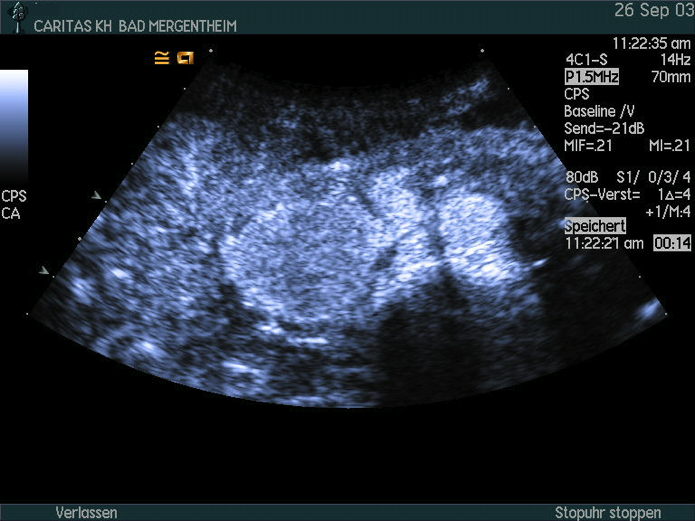 26 Sep 03
CARITAS KH BAD MERGENTHEIM
11:22:35 am
4C1-S 14Hz
P1.5MHz 70mm
CPS
Baseline /V
Send=-21dB
MIF=.21 MI=.21
80dB S1/ 0/3/4
CPS-Verst= 1△=4
+1/M:4
Speichert
11:22:21 am 00:14
CPS
CA
Verlassen Stopuhr stoppen